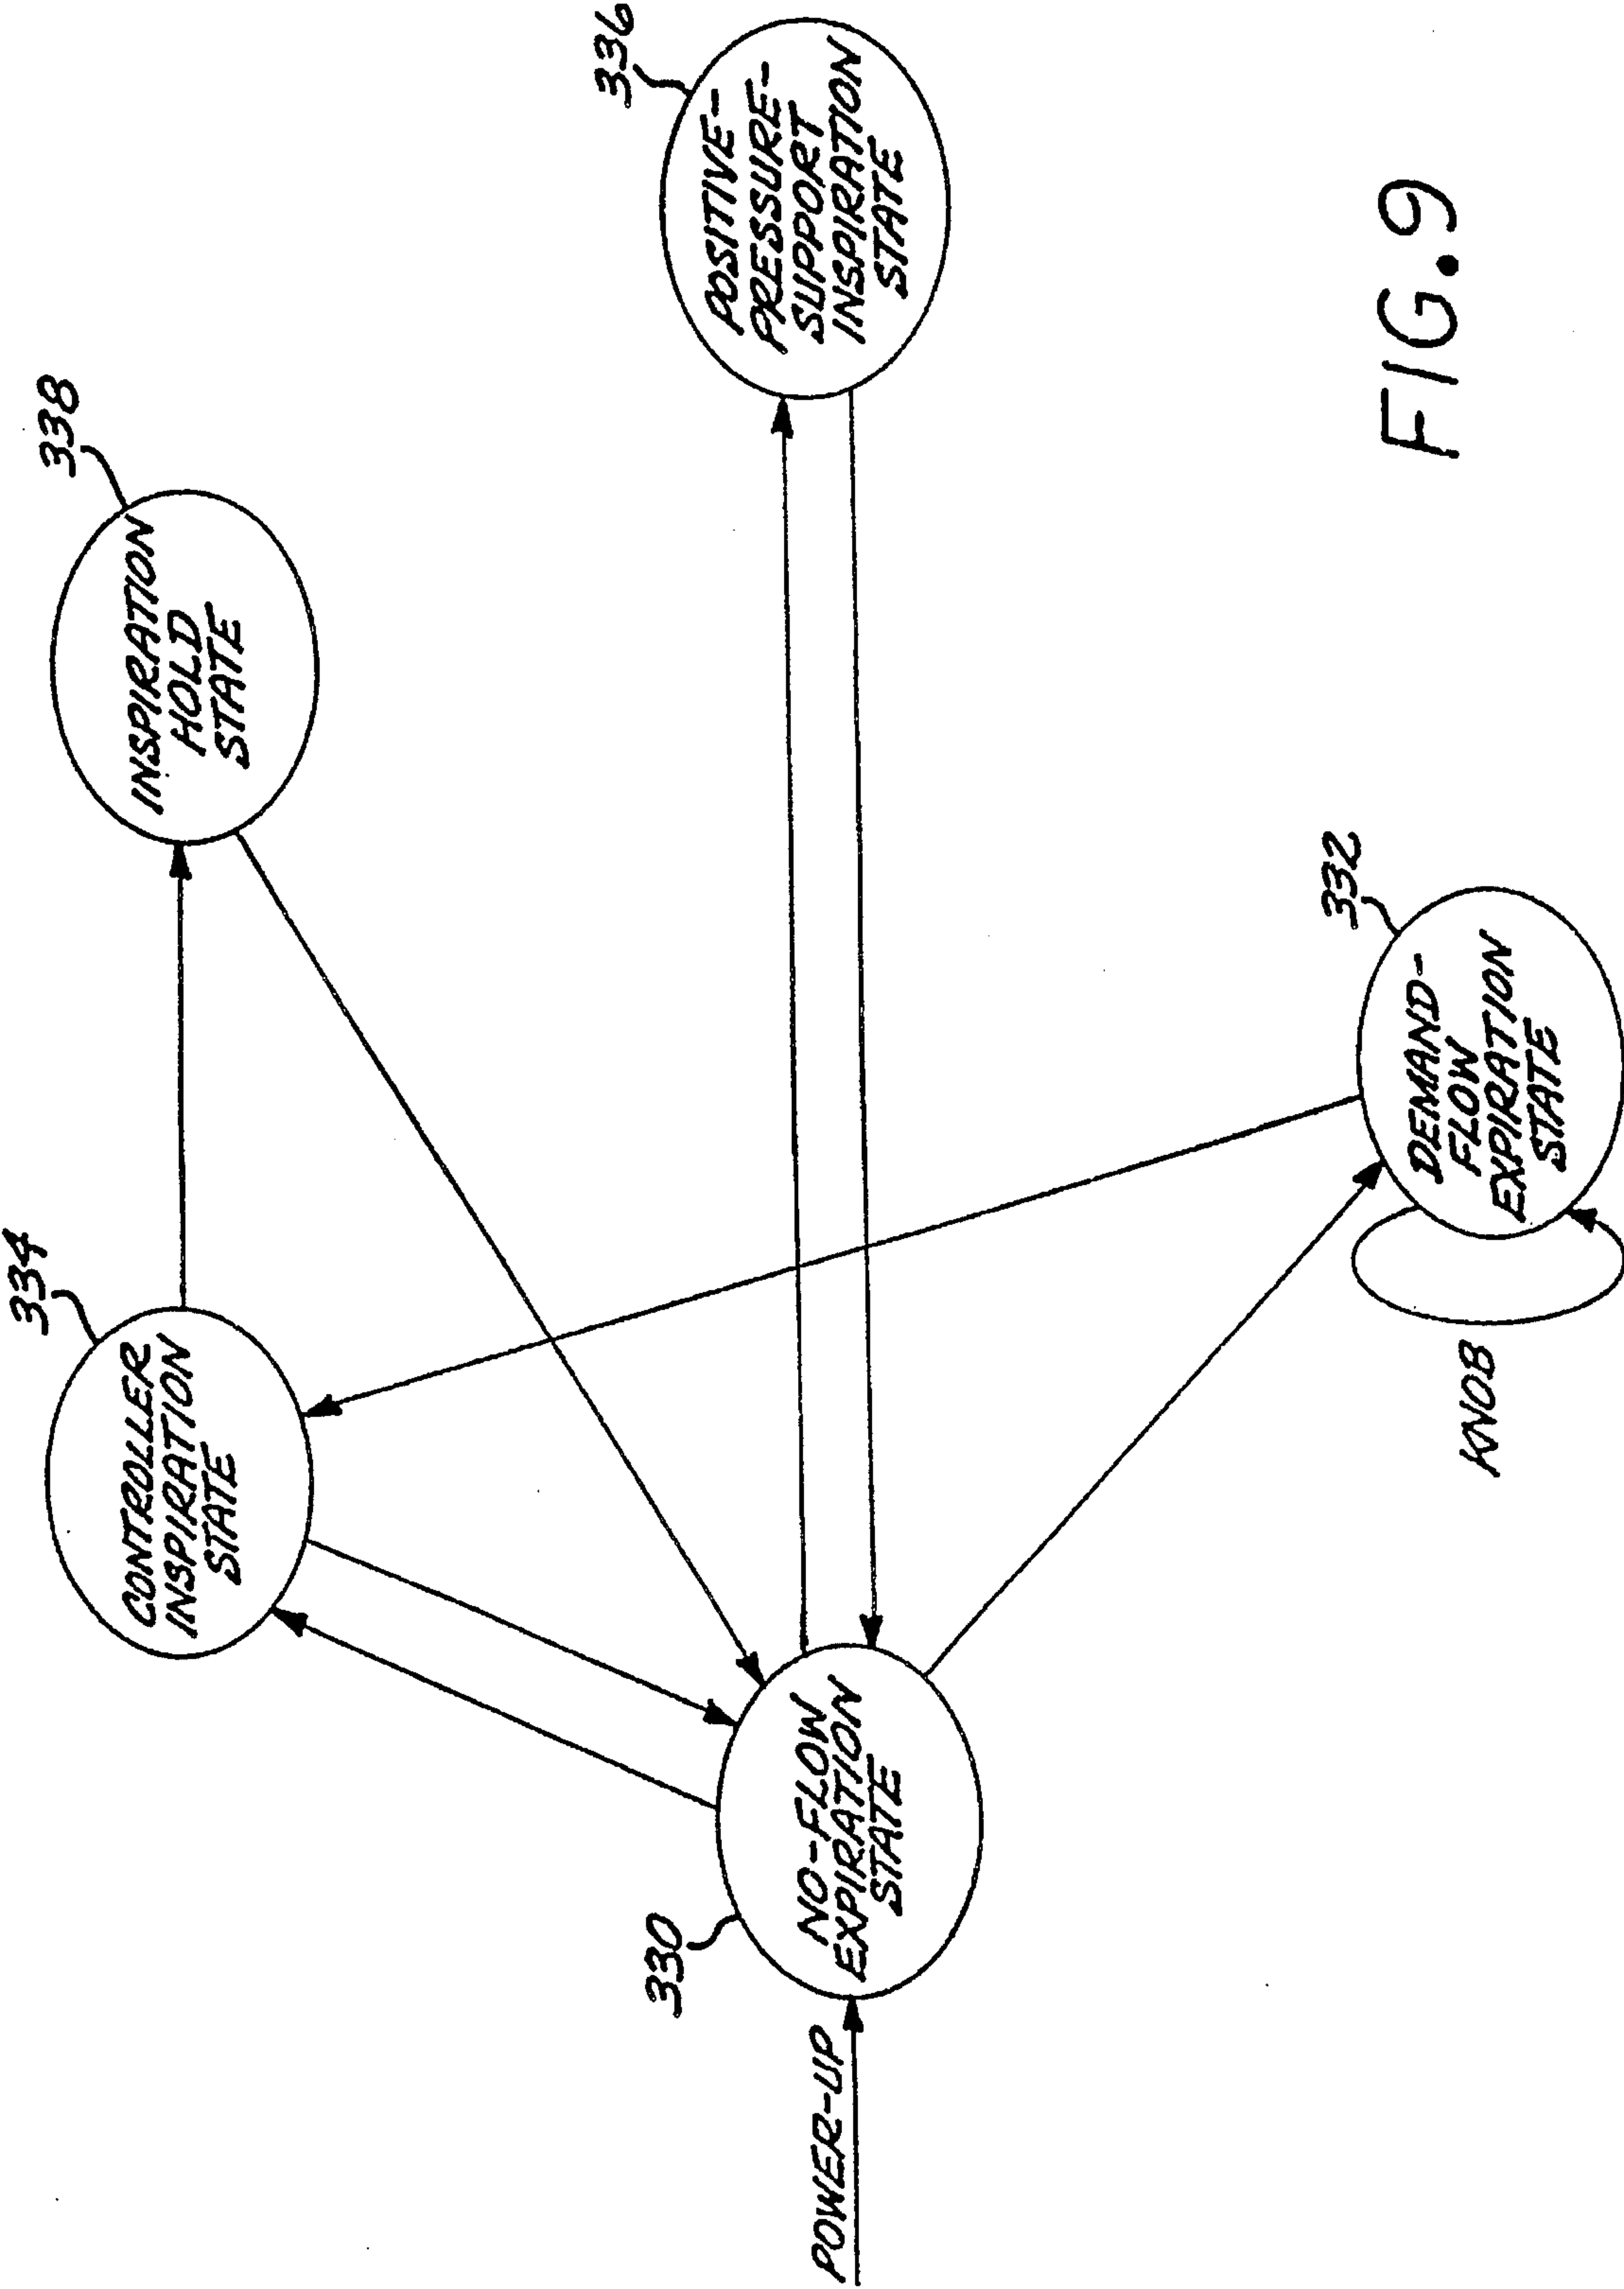 334
CONTROLLER
INSPIRATION
STATE
338
INSPIRATION
HOLD
STATE
330
NO-FLOW
EXPIRATION
STATE
POWER-UP
336
POSITIVE-
PRESSURE-
SUPPORT
INSPIRATION
STATE
332
DEMAND-
FLOW
EXPIRATION
STATE
KNOB
FIG.9